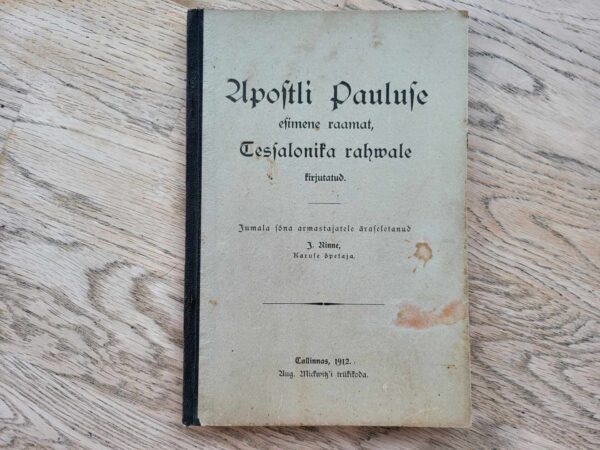 Apostli Pauluse
esimene raamat,
Tessalonika rahwale
kirjutatud.
Jumala sõna armastajatele äraseletanud
J. Rinne,
Karuse õpetaja.
Tallinnas, 1912.
Aug. Mickwitz'i trükikoda.